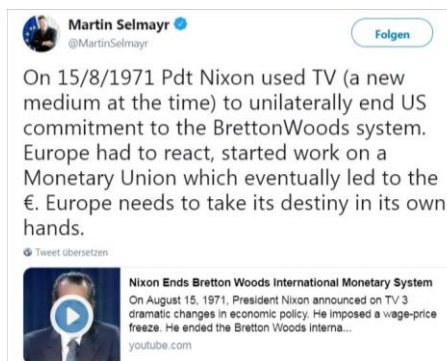 Martin Selmayr
@MartinSelmayr
Folgen
On 15/8/1971 Pdt Nixon used TV (a new
medium at the time) to unilaterally end US
commitment to the BrettonWoods system.
Europe had to react, started work on a
Monetary Union which eventually led to the
€. Europe needs to take its destiny in its own
hands.
Tweet übersetzen
Nixon Ends Bretton Woods International Monetary System
On August 15, 1971, President Nixon announced on TV 3
dramatic changes in economic policy. He imposed a wage-price
freeze. He ended the Bretton Woods interna...
youtube.com